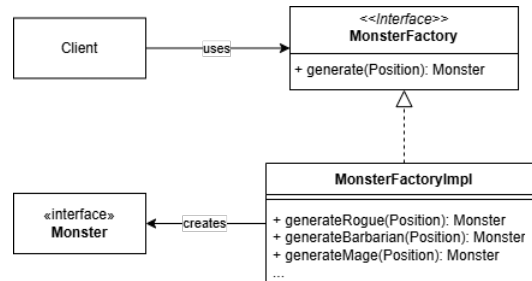 <<Interface>>
MonsterFactory
Client
uses
+ generate(Position): Monster
MonsterFactoryImpl
«interface»
Monster
creates
+ generateRogue(Position): Monster
+ generateBarbarian(Position): Monster
+ generateMage(Position): Monster
...